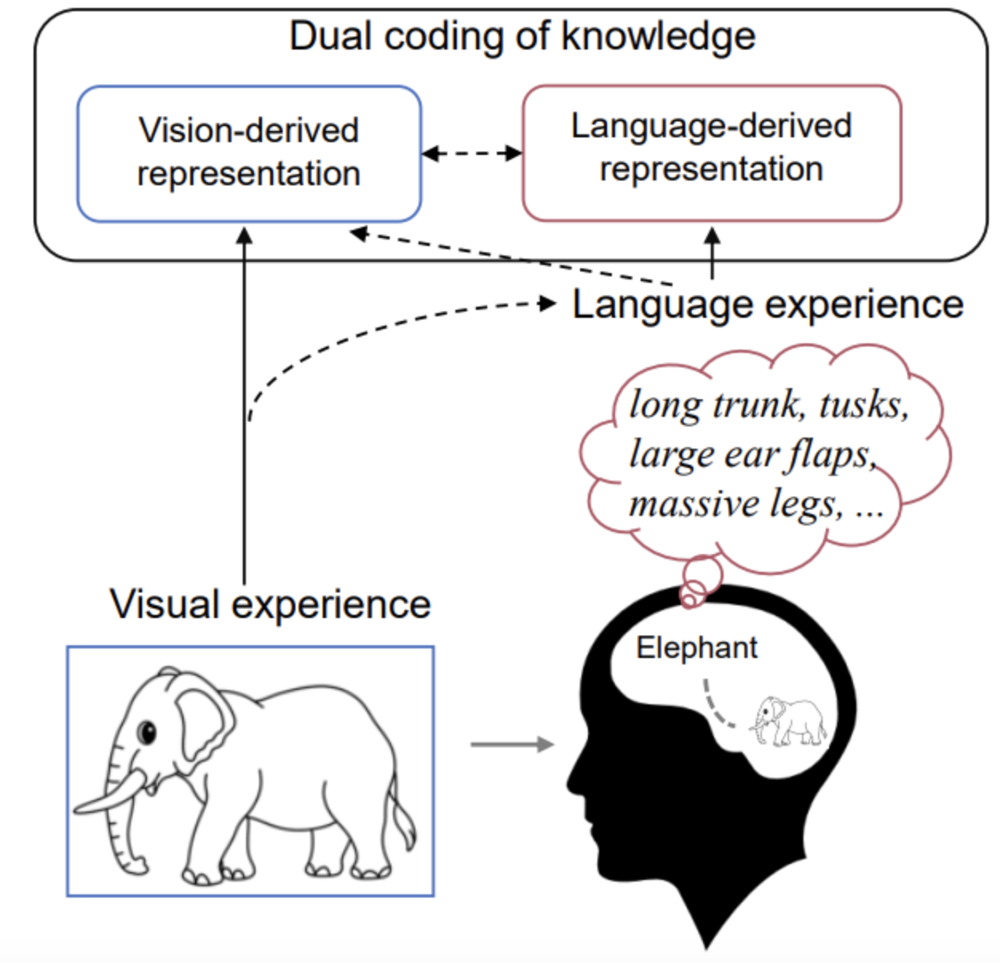 Dual coding of knowledge
Vision-derived
representation
Language-derived
representation
Language experience
long trunk, tusks,
large ear flaps,
massive legs, ...
Visual experience
Elephant